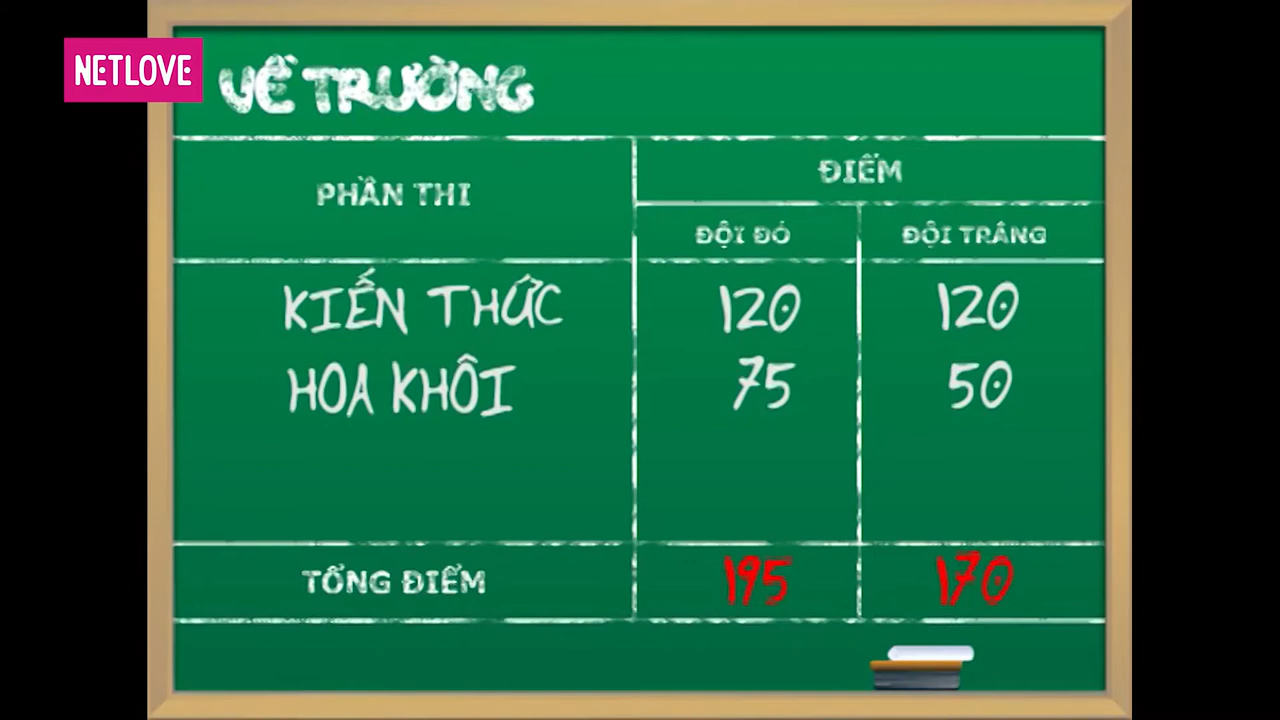 NETLOVE
VỀ TRƯỜNG
PHẦN THI
ĐIỂM
ĐỘI ĐỎ
ĐỘI TRẮNG
KIẾN THỨC 120 120
HOA KHÔI 75 50
TỔNG ĐIỂM 195 170